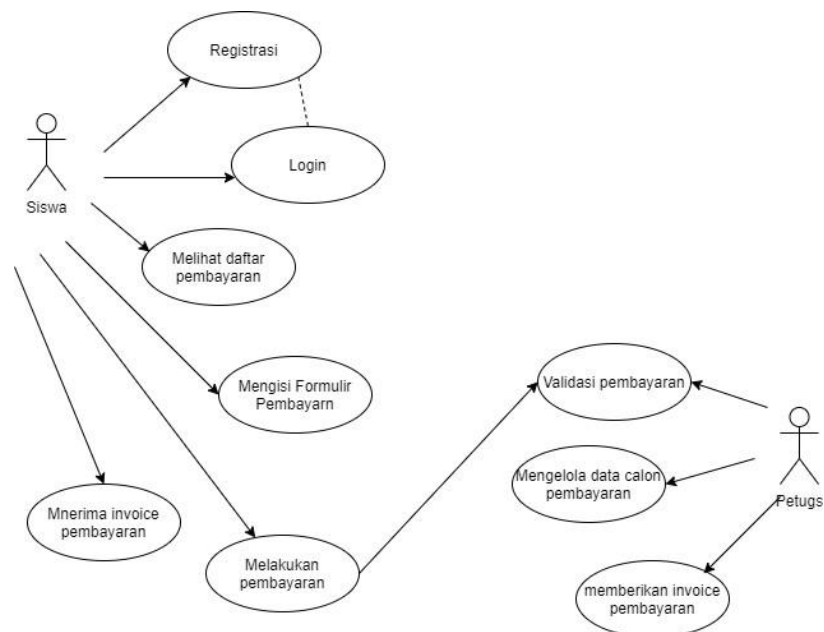 Registrasi
Login
Siswa
Melihat daftar
pembayaran
Mengisi Formulir
Pembayarn
Validasi pembayaran
Mengelola data calon
pembayaran
Petugs
Mnerima invoice
pembayaran
Melakukan
pembayaran
memberikan invoice
pembayaran